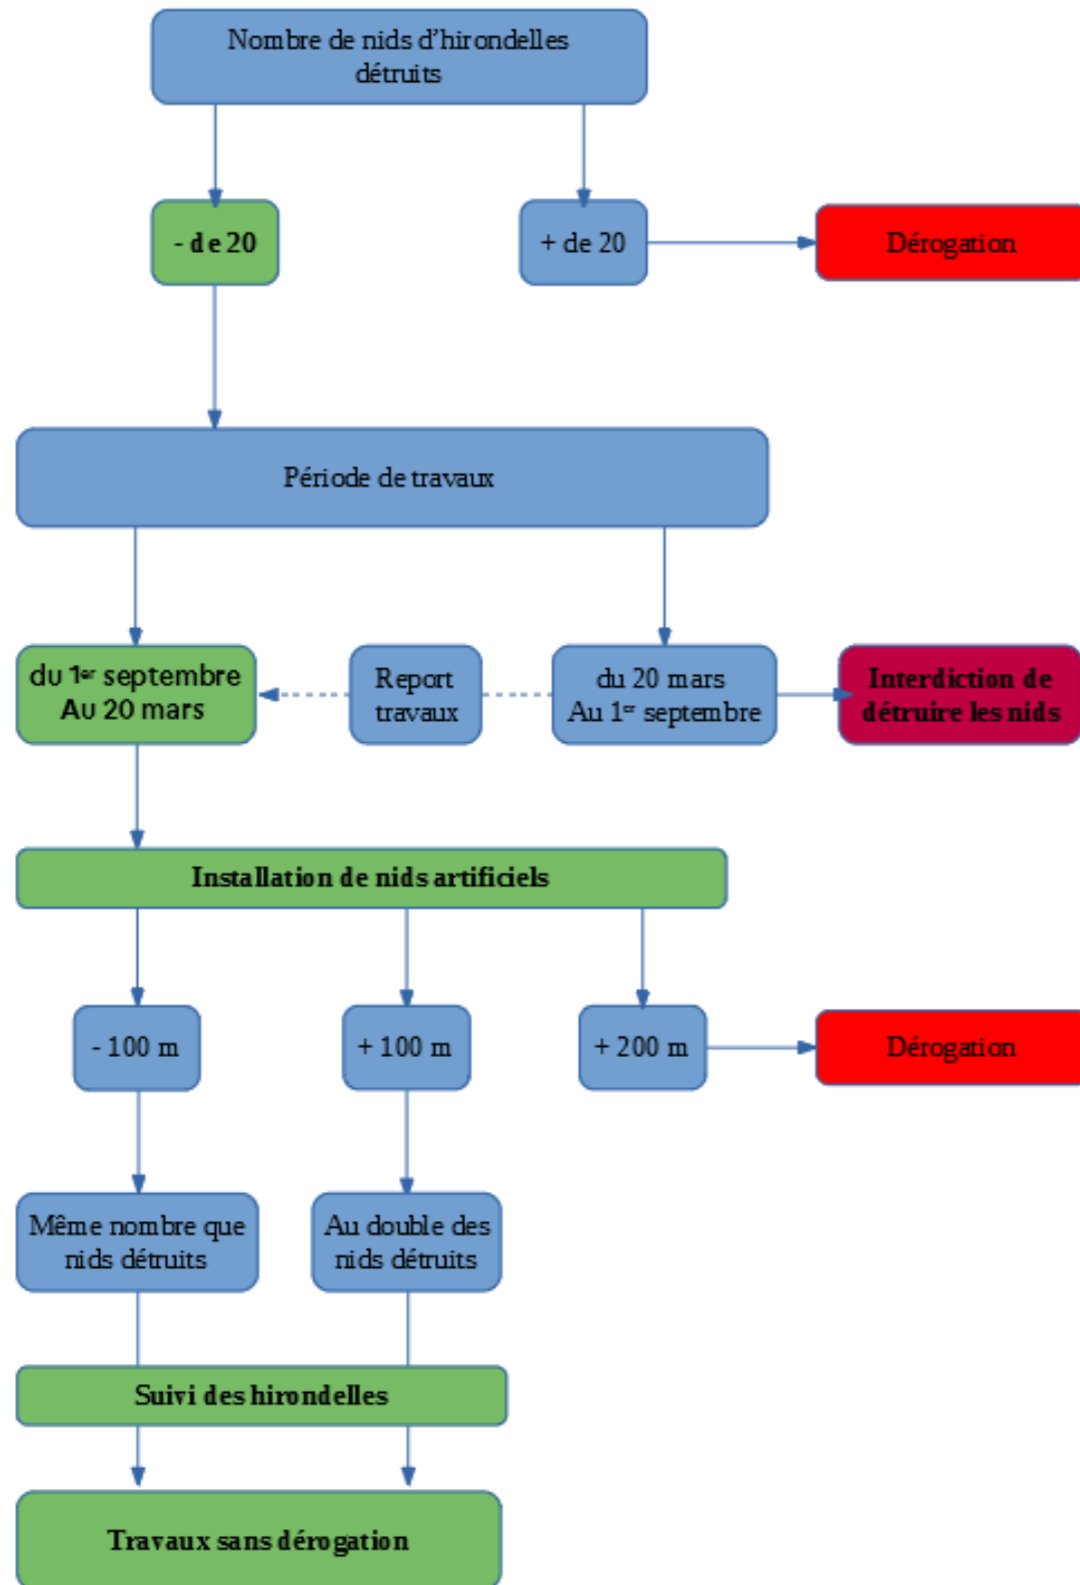 Nombre de nids d’hirondelles
détruits
- de 20
+ de 20
Dérogation
Période de travaux
du 1er septembre
Au 20 mars
Report
travaux
du 20 mars
Au 1er septembre
Interdiction de
détruire les nids
Installation de nids artificiels
- 100 m
+ 100 m
+ 200 m
Dérogation
Même nombre que
nids détruits
Au double des
nids détruits
Suivi des hirondelles
Travaux sans dérogation